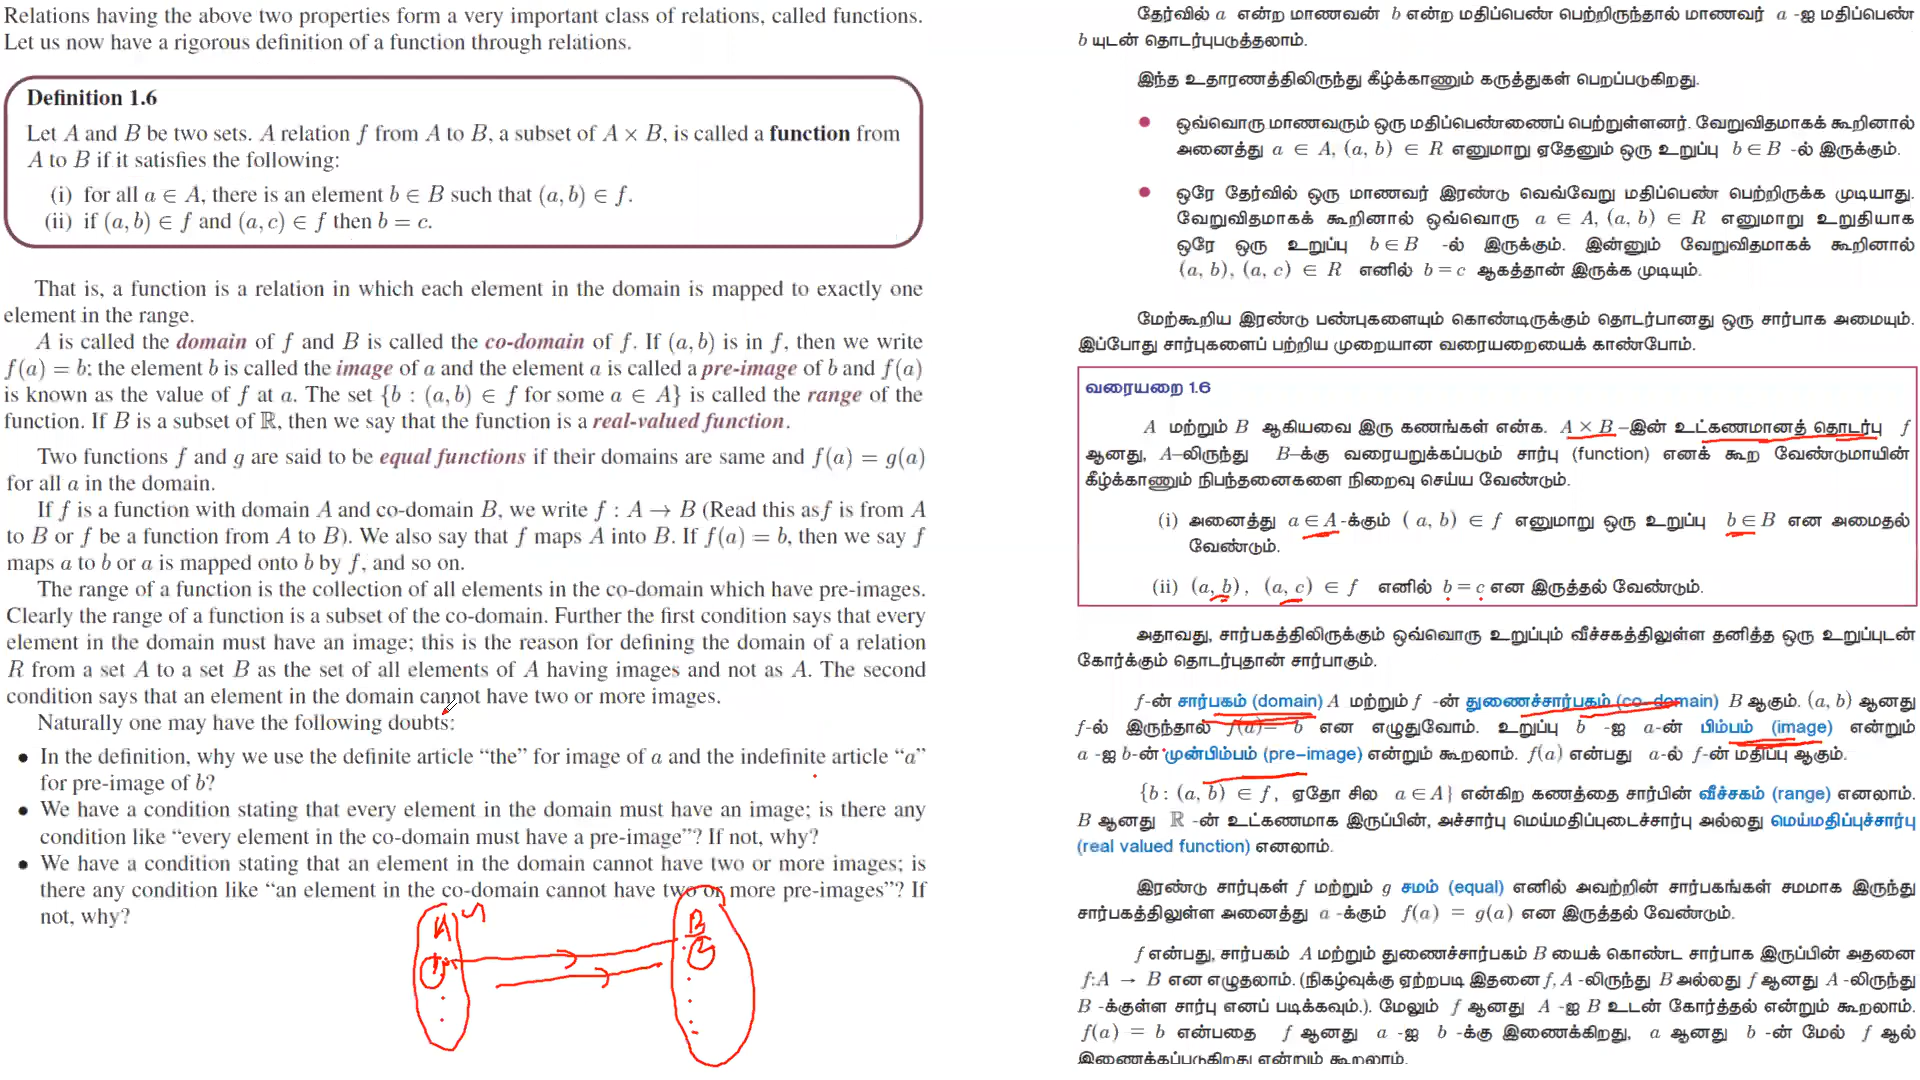 Relations having the above two properties form a very important class of relations, called functions.
Let us now have a rigorous definition of a function through relations.
Definition 1.6
Let A and B be two sets. A relation f from A to B, a subset of A × B, is called a function from
A to B if it satisfies the following:
(i) for all a ∈ A, there is an element b ∈ B such that (a, b) ∈ f.
(ii) if (a, b) ∈ f and (a, c) ∈ f then b = c.
That is, a function is a relation in which each element in the domain is mapped to exactly one
element in the range.
A is called the domain of f and B is called the co-domain of f. If (a, b) is in f, then we write
f(a) = b; the element b is called the image of a and the element a is called a pre-image of b and f(a)
is known as the value of f at a. The set {b : (a, b) ∈ f for some a ∈ A} is called the range of the
function. If B is a subset of ℝ, then we say that the function is a real-valued function.
Two functions f and g are said to be equal functions if their domains are same and f(a) = g(a)
for all a in the domain.
If f is a function with domain A and co-domain B, we write f : A → B (Read this asf is from A
to B or f be a function from A to B). We also say that f maps A into B. If f(a) = b, then we say f
maps a to b or a is mapped onto b by f, and so on.
The range of a function is the collection of all elements in the co-domain which have pre-images.
Clearly the range of a function is a subset of the co-domain. Further the first condition says that every
element in the domain must have an image; this is the reason for defining the domain of a relation
R from a set A to a set B as the set of all elements of A having images and not as A. The second
condition says that an element in the domain cannot have two or more images.
Naturally one may have the following doubts:
• In the definition, why we use the definite article “the” for image of a and the indefinite article “a”
for pre-image of b?
• We have a condition stating that every element in the domain must have an image; is there any
condition like “every element in the co-domain must have a pre-image”? If not, why?
• We have a condition stating that an element in the domain cannot have two or more images; is
there any condition like “an element in the co-domain cannot have two or more pre-images”? If
not, why?
A
B
தேர்வில் a என்ற மாணவன் b என்ற மதிப்பெண் பெற்றிருந்தால் மாணவர் a -ஐ மதிப்பெண்
b யுடன் தொடர்புபடுத்தலாம்.
இந்த உதாரணத்திலிருந்து கீழ்க்காணும் கருத்துகள் பெறப்படுகிறது.
• ஒவ்வொரு மாணவரும் ஒரு மதிப்பெண்ணைப் பெற்றுள்ளனர். வேறுவிதமாகக் கூறினால்
அனைத்து a ∈ A, (a, b) ∈ R எனுமாறு ஏதேனும் ஒரு உறுப்பு b ∈ B -ல் இருக்கும்.
• ஒரே தேர்வில் ஒரு மாணவர் இரண்டு வெவ்வேறு மதிப்பெண் பெற்றிருக்க முடியாது.
வேறுவிதமாகக் கூறினால் ஒவ்வொரு a ∈ A, (a, b) ∈ R எனுமாறு உறுதியாக
ஒரே ஒரு உறுப்பு b ∈ B -ல் இருக்கும். இன்னும் வேறுவிதமாகக் கூறினால்
(a, b), (a, c) ∈ R எனில் b = c ஆகத்தான் இருக்க முடியும்.
மேற்கூறிய இரண்டு பண்புகளையும் கொண்டிருக்கும் தொடர்பானது ஒரு சார்பாக அமையும்.
இப்போது சார்புகளைப் பற்றிய முறையான வரையறையைக் காண்போம்.
வரையறை 1.6
A மற்றும் B ஆகியவை இரு கணங்கள் என்க. A × B –இன் உட்கணமானத் தொடர்பு f
ஆனது, A–லிருந்து B–க்கு வரையறுக்கப்படும் சார்பு (function) எனக் கூற வேண்டுமாயின்
கீழ்க்காணும் நிபந்தனைகளை நிறைவு செய்ய வேண்டும்.
(i) அனைத்து a ∈ A -க்கும் (a, b) ∈ f எனுமாறு ஒரு உறுப்பு b ∈ B என அமைதல்
வேண்டும்.
(ii) (a, b), (a, c) ∈ f எனில் b = c என இருத்தல் வேண்டும்.
அதாவது, சார்பகத்திலிருக்கும் ஒவ்வொரு உறுப்பும் வீச்சகத்திலுள்ள தனித்த ஒரு உறுப்புடன்
கோர்க்கும் தொடர்புதான் சார்பாகும்.
f-ன் சார்பகம் (domain) A மற்றும் f -ன் துணைச்சார்பகம் (co-domain) B ஆகும். (a, b) ஆனது
f-ல் இருந்தால் f(a) = b என எழுதுவோம். உறுப்பு b -ஐ a-ன் பிம்பம் (image) என்றும்
a -ஐ b-ன் முன்பிம்பம் (pre–image) என்றும் கூறலாம். f(a) என்பது a-ல் f-ன் மதிப்பு ஆகும்.
{b : (a, b) ∈ f, ஏதோ சில a ∈ A} என்கிற கணத்தை சார்பின் வீச்சகம் (range) எனலாம்.
B ஆனது ℝ -ன் உட்கணமாக இருப்பின், அச்சார்பு மெய்மதிப்புடைச்சார்பு அல்லது மெய்மதிப்புச்சார்பு
(real valued function) எனலாம்.
இரண்டு சார்புகள் f மற்றும் g சமம் (equal) எனில் அவற்றின் சார்பகங்கள் சமமாக இருந்து
சார்பகத்திலுள்ள அனைத்து a -க்கும் f(a) = g(a) என இருத்தல் வேண்டும்.
f என்பது, சார்பகம் A மற்றும் துணைச்சார்பகம் B யைக் கொண்ட சார்பாக இருப்பின் அதனை
f:A → B என எழுதலாம். (நிகழ்வுக்கு ஏற்றபடி இதனை f, A -லிருந்து B அல்லது f ஆனது A -லிருந்து
B -க்குள்ள சார்பு எனப் படிக்கவும்.). மேலும் f ஆனது A -ஐ B உடன் கோர்த்தல் என்றும் கூறலாம்.
f(a) = b என்பதை f ஆனது a -ஐ b -க்கு இணைக்கிறது, a ஆனது b -ன் மேல் f ஆல்
இணைக்கப்படுகிறது என்றும் கூறலாம்.